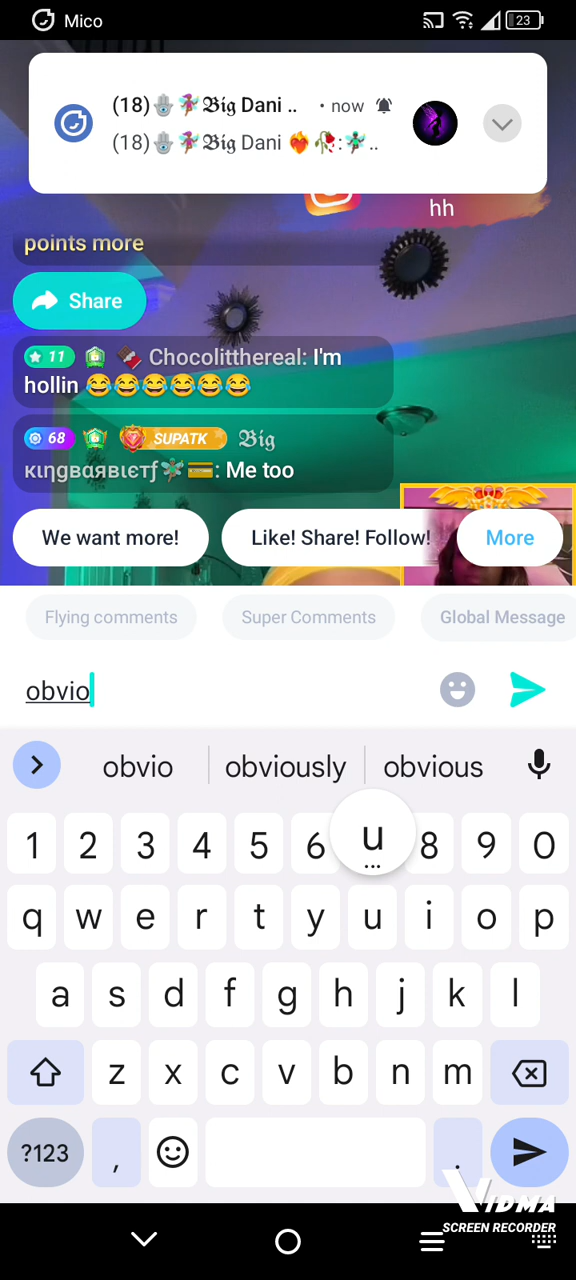 Mico
23
(18)🪬🧚‍♀️𝕭𝖎𝖌 Dani .. • now
(18)🪬🧚‍♀️𝕭𝖎𝖌 Dani ❤️‍🔥🥀:🧚‍♂️..
hh
points more
Share
11 Chocolitthereal: I'm
hollin 😂😂😂😂😂😂
68 SUPATK 𝔅𝔦𝔤
кιηgвαявιєтƒ🧚‍♂️💳: Me too
We want more! Like! Share! Follow! More
Flying comments Super Comments Global Message
obvio
obvio obviously obvious
1 2 3 4 5 6 u 8 9 0
...
q w e r t y u i o p
a s d f g h j k l
z x c v b n m
?123 , .
VIDMA
SCREEN RECORDER